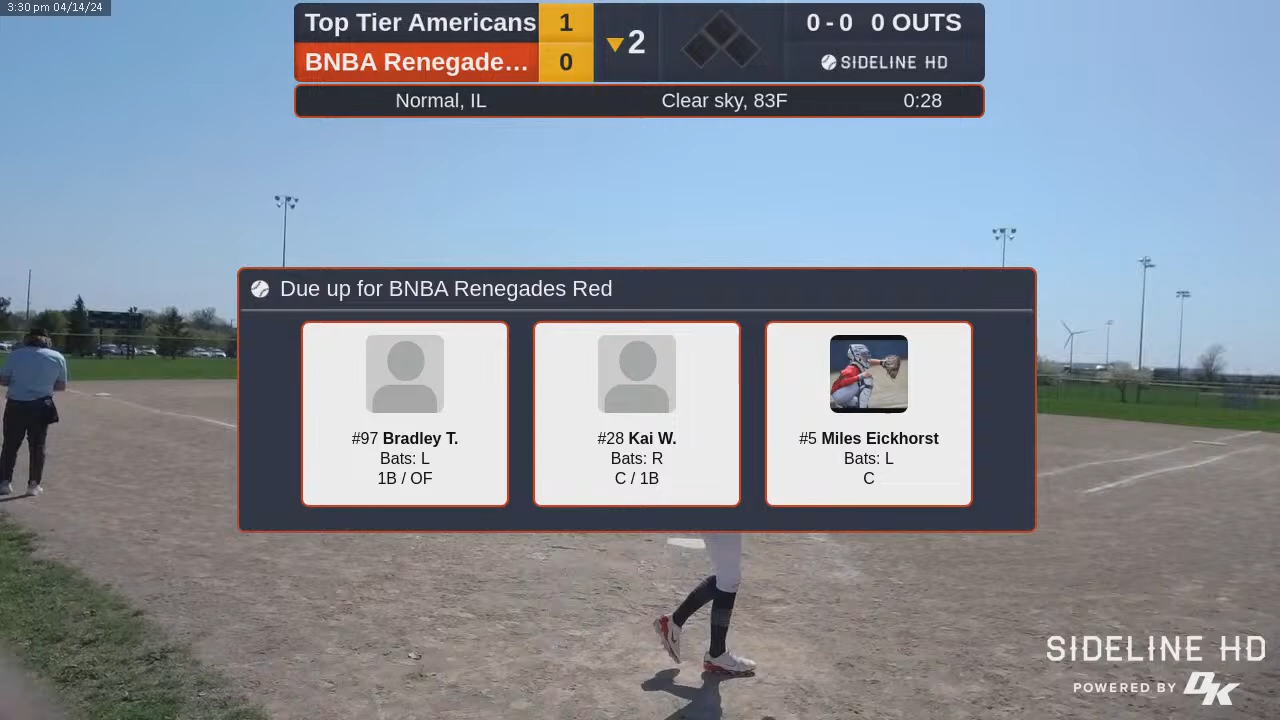 3:30 pm 04/14/24
Top Tier Americans 1
BNBA Renegade... 0
2
0 - 0 0 OUTS
SIDELINE HD
Normal, IL Clear sky, 83F 0:28
Due up for BNBA Renegades Red
#97 Bradley T.
Bats: L
1B / OF
#28 Kai W.
Bats: R
C / 1B
#5 Miles Eickhorst
Bats: L
C
SIDELINE HD
POWERED BY DK